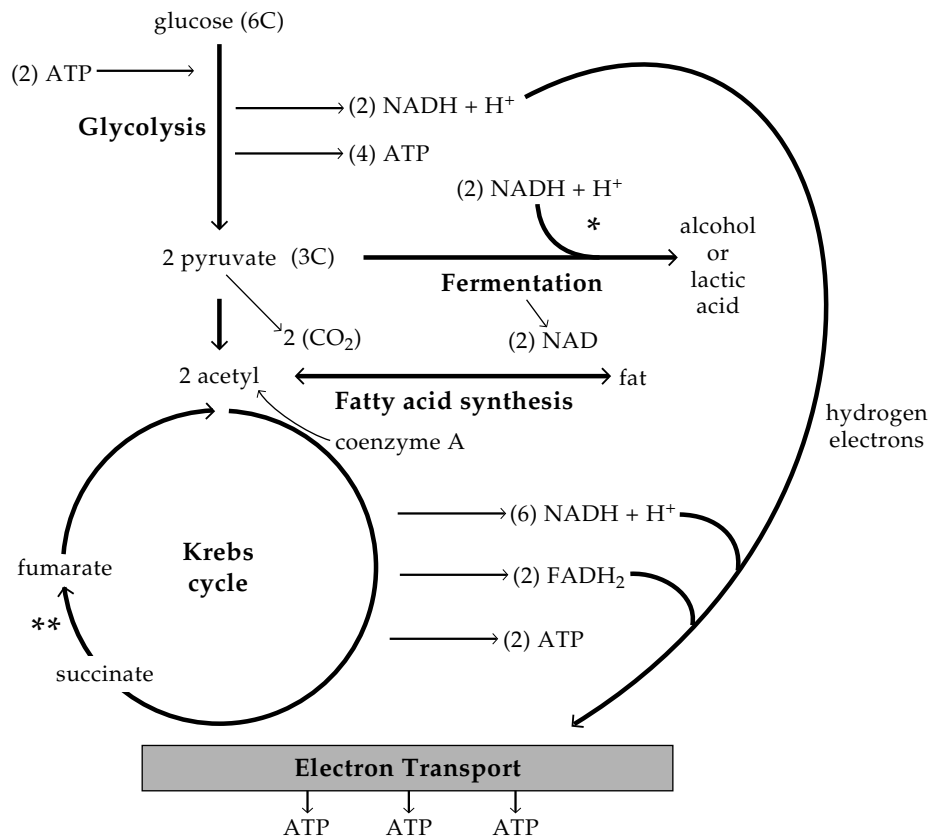 glucose (6C)
(2) ATP
(2) NADH + H⁺
Glycolysis
(4) ATP
(2) NADH + H⁺
*
alcohol
or
lactic
acid
2 pyruvate (3C)
Fermentation
2 (CO₂)
(2) NAD
2 acetyl
fat
Fatty acid synthesis
coenzyme A
hydrogen
electrons
(6) NADH + H⁺
Krebs
cycle
fumarate
(2) FADH₂
**
(2) ATP
succinate
Electron Transport
ATP ATP ATP